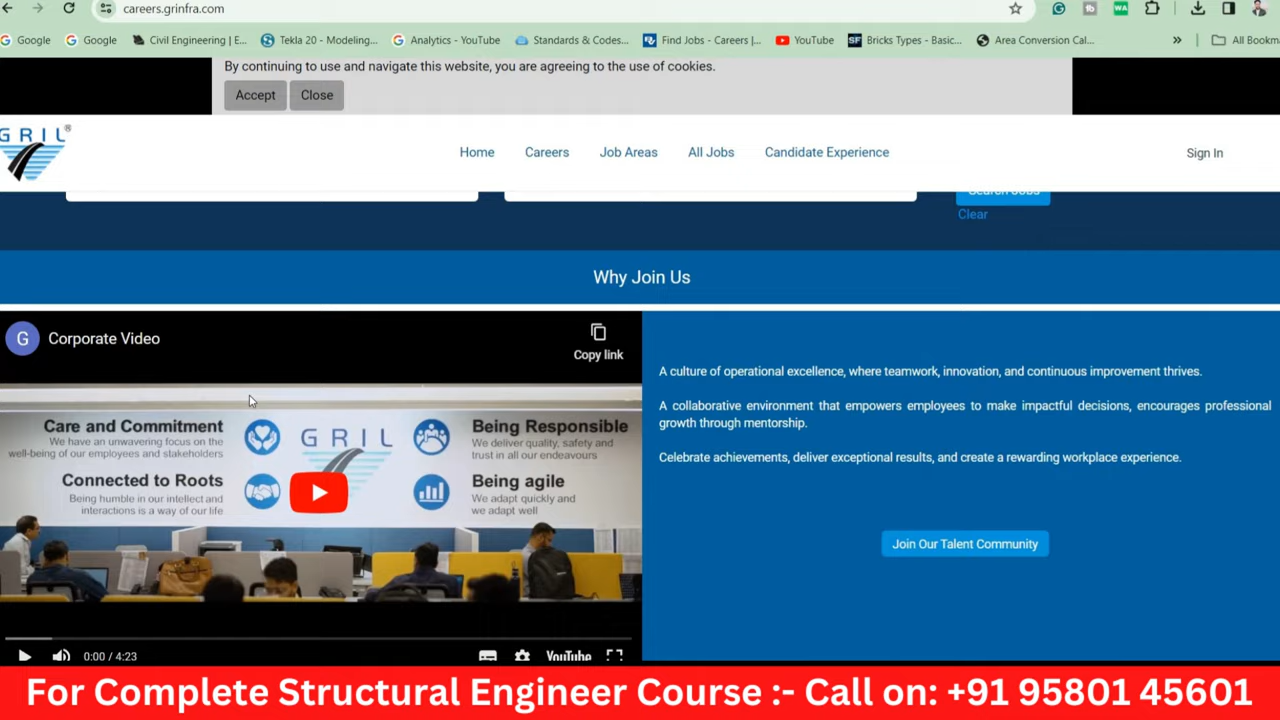 careers.grinfra.com
Google
Google
Civil Engineering | E...
Tekla 20 - Modeling...
Analytics - YouTube
Standards & Codes...
Find Jobs - Careers |...
YouTube
Bricks Types - Basic...
Area Conversion Cal...
»
All Bookma
By continuing to use and navigate this website, you are agreeing to the use of cookies.
Accept
Close
GRIL®
Home
Careers
Job Areas
All Jobs
Candidate Experience
Sign In
Search Jobs
Clear
Why Join Us
G
Corporate Video
Copy link
Care and Commitment
We have an unwavering focus on the
well-being of our employees and stakeholders
Connected to Roots
Being humble in our intellect and
interactions is a way of our life
GRIL
Being Responsible
We deliver quality, safety and
trust in all our endeavours
Being agile
We adapt quickly and
we adapt well
A culture of operational excellence, where teamwork, innovation, and continuous improvement thrives.
A collaborative environment that empowers employees to make impactful decisions, encourages professional
growth through mentorship.
Celebrate achievements, deliver exceptional results, and create a rewarding workplace experience.
Join Our Talent Community
0:00 / 4:23
YouTube
For Complete Structural Engineer Course :- Call on: +91 95801 45601